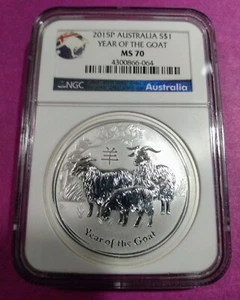 2015P AUSTRALIA S$1
YEAR OF THE GOAT
MS 70
4300866-064
NGC
Australia
羊
Year of the Goat